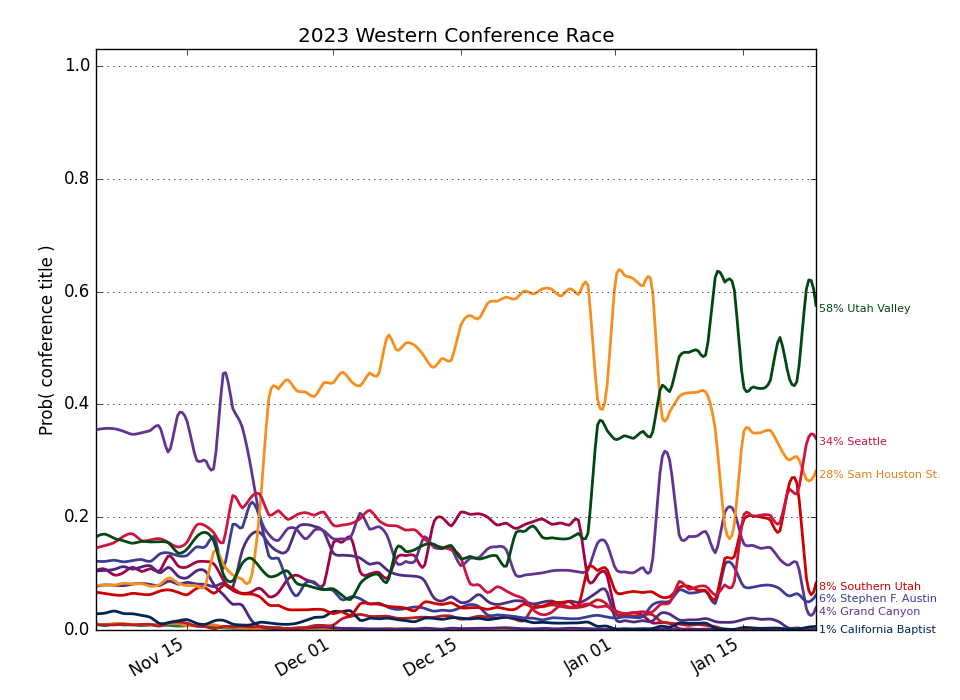 2023 Western Conference Race
1.0
0.8
0.6
0.4
0.2
0.0
Prob( conference title )
58% Utah Valley
34% Seattle
28% Sam Houston St.
8% Southern Utah
6% Stephen F. Austin
4% Grand Canyon
1% California Baptist
Nov 15
Dec 01
Dec 15
Jan 01
Jan 15